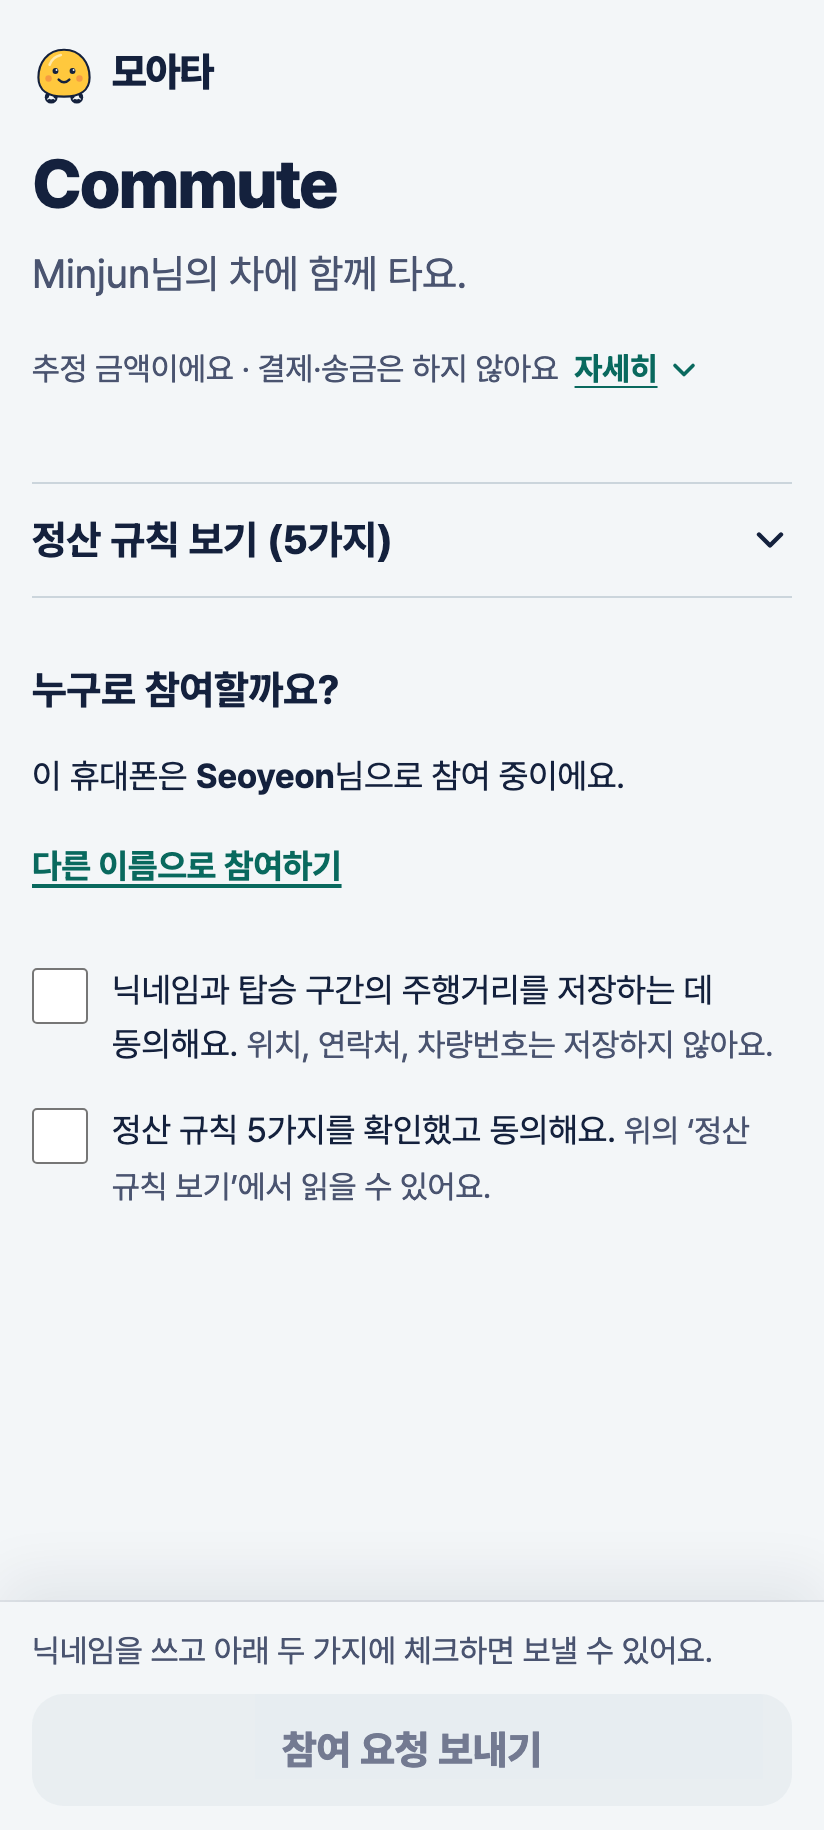 모아타
Commute
Minjun님의 차에 함께 타요.
추정 금액이에요 · 결제·송금은 하지 않아요 자세히
정산 규칙 보기 (5가지)
누구로 참여할까요?
이 휴대폰은 Seoyeon님으로 참여 중이에요.
다른 이름으로 참여하기
닉네임과 탑승 구간의 주행거리를 저장하는 데
동의해요. 위치, 연락처, 차량번호는 저장하지 않아요.
정산 규칙 5가지를 확인했고 동의해요. 위의 ‘정산
규칙 보기’에서 읽을 수 있어요.
닉네임을 쓰고 아래 두 가지에 체크하면 보낼 수 있어요.
참여 요청 보내기